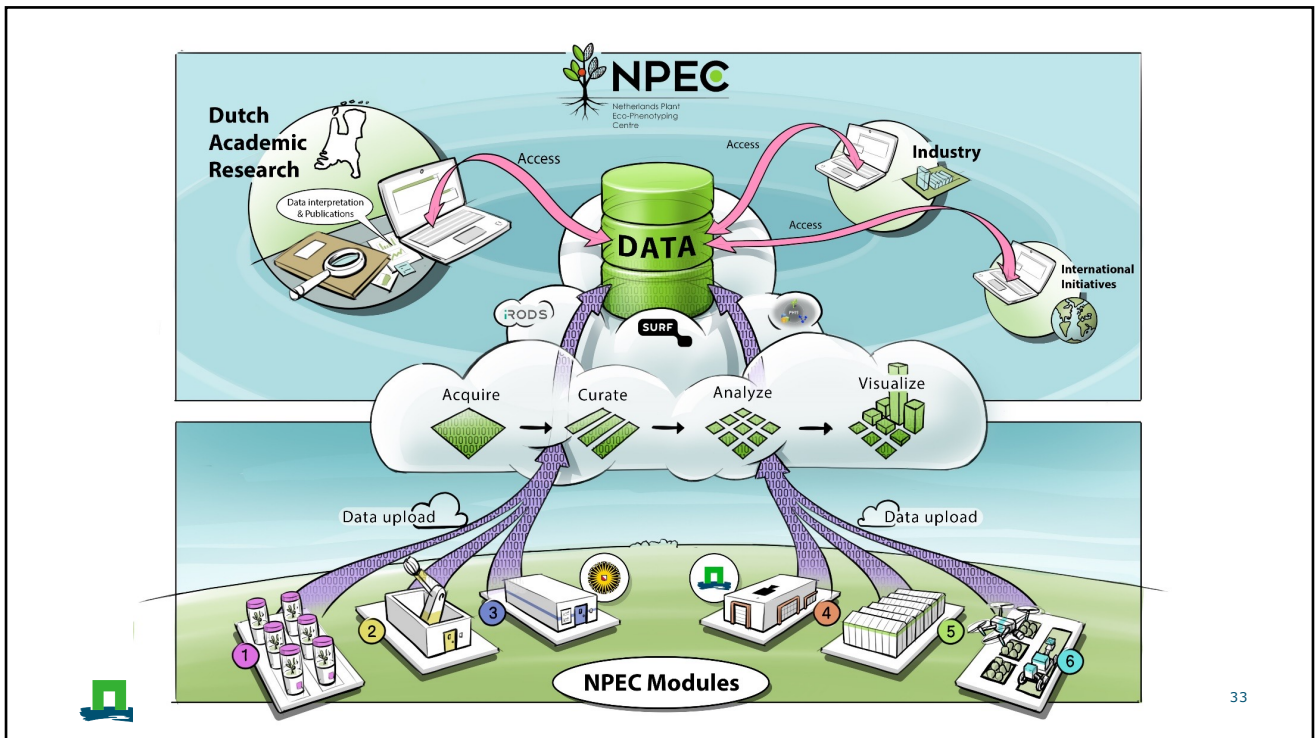 NPEC
Netherlands Plant
Eco-Phenotyping
Centre
Dutch
Academic
Research
Data interpretation
& Publications
Access
Access
Industry
Access
International
Initiatives
DATA
iRODS
SURF
Acquire
Curate
Analyze
Visualize
Data upload
Data upload
1
2
3
4
5
6
NPEC Modules
33